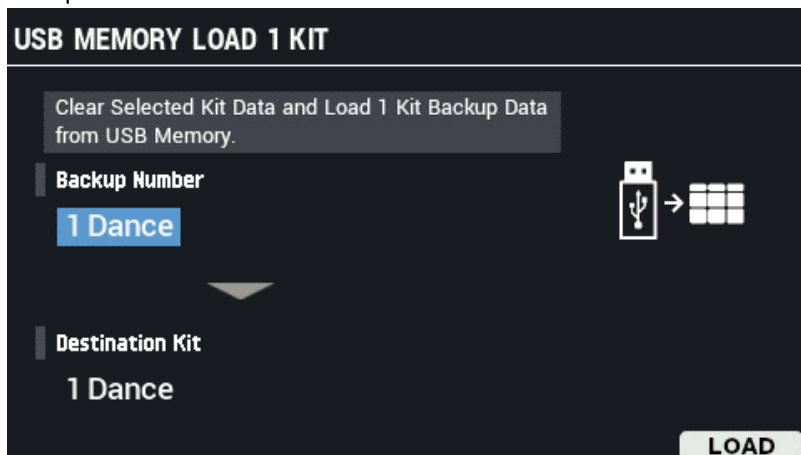 USB MEMORY LOAD 1 KIT
Clear Selected Kit Data and Load 1 Kit Backup Data
from USB Memory.
Backup Number
1 Dance
Destination Kit
1 Dance
LOAD